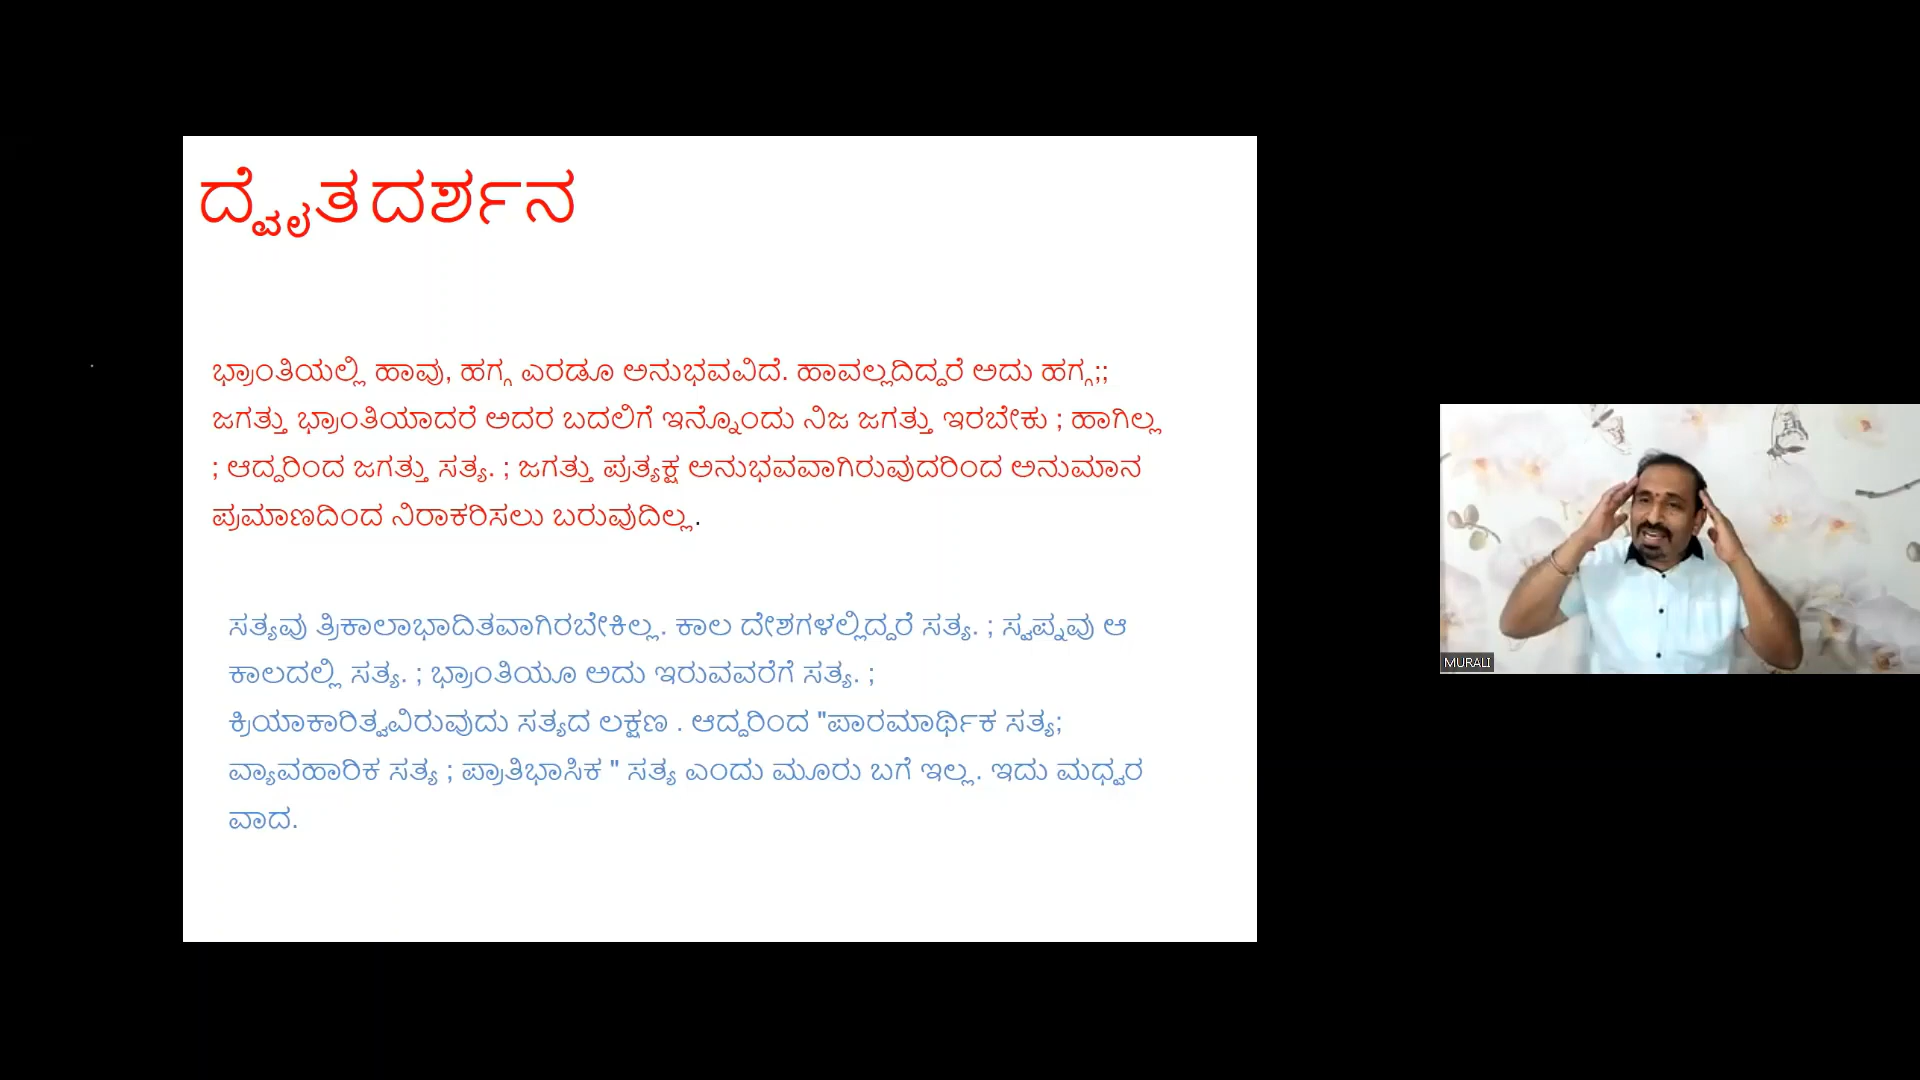 ದ್ವೈತದರ್ಶನ
ಭ್ರಾಂತಿಯಲ್ಲಿ ಹಾವು, ಹಗ್ಗ ಎರಡೂ ಅನುಭವವಿದೆ. ಹಾವಲ್ಲದಿದ್ದರೆ ಅದು ಹಗ್ಗ;;
ಜಗತ್ತು ಭ್ರಾಂತಿಯಾದರೆ ಅದರ ಬದಲಿಗೆ ಇನ್ನೊಂದು ನಿಜ ಜಗತ್ತು ಇರಬೇಕು ; ಹಾಗಿಲ್ಲ
; ಆದ್ದರಿಂದ ಜಗತ್ತು ಸತ್ಯ. ; ಜಗತ್ತು ಪ್ರತ್ಯಕ್ಷ ಅನುಭವವಾಗಿರುವುದರಿಂದ ಅನುಮಾನ
ಪ್ರಮಾಣದಿಂದ ನಿರಾಕರಿಸಲು ಬರುವುದಿಲ್ಲ.
ಸತ್ಯವು ತ್ರಿಕಾಲಾಭಾದಿತವಾಗಿರಬೇಕಿಲ್ಲ. ಕಾಲ ದೇಶಗಳಲ್ಲಿದ್ದರೆ ಸತ್ಯ. ; ಸ್ವಪ್ನವು ಆ
ಕಾಲದಲ್ಲಿ ಸತ್ಯ. ; ಭ್ರಾಂತಿಯೂ ಅದು ಇರುವವರೆಗೆ ಸತ್ಯ. ;
ಕ್ರಿಯಾಕಾರಿತ್ವವಿರುವುದು ಸತ್ಯದ ಲಕ್ಷಣ . ಆದ್ದರಿಂದ "ಪಾರಮಾರ್ಥಿಕ ಸತ್ಯ;
ವ್ಯಾವಹಾರಿಕ ಸತ್ಯ ; ಪ್ರಾತಿಭಾಸಿಕ " ಸತ್ಯ ಎಂದು ಮೂರು ಬಗೆ ಇಲ್ಲ. ಇದು ಮಧ್ವರ
ವಾದ.
MURALI